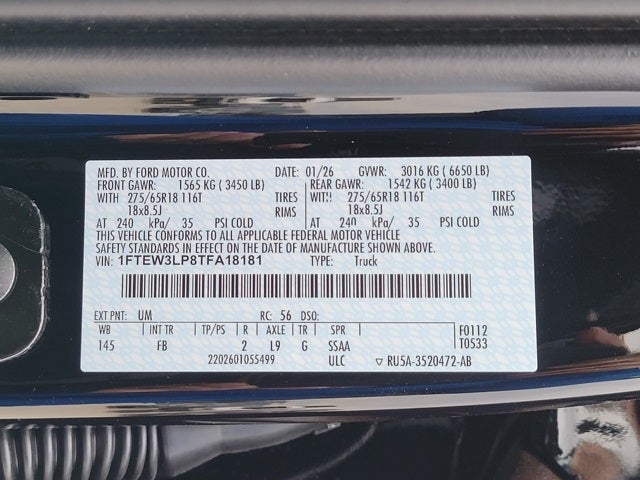 MFD. BY FORD MOTOR CO. DATE: 01/26 GVWR: 3016 KG ( 6650 LB)
FRONT GAWR: 1565 KG ( 3450 LB) REAR GAWR: 1542 KG ( 3400 LB)
WITH 275/65R18 116T TIRES WITH 275/65R18 116T TIRES
18x8.5J RIMS 18x8.5J RIMS
AT 240 kPa/ 35 PSI COLD AT 240 kPa/ 35 PSI COLD
THIS VEHICLE CONFORMS TO ALL APPLICABLE FEDERAL MOTOR VEHICLE
SAFETY STANDARDS IN EFFECT ON THE DATE OF MANUFACTURE SHOWN ABOVE.
VIN: 1FTEW3LP8TFA18181 TYPE: Truck
EXT PNT: UM RC: 56 DSO:
WB INT TR TP/PS R AXLE TR SPR F0112
145 FB 2 L9 G SSAA T0533
2202601055499 ULC RU5A-3520472-AB